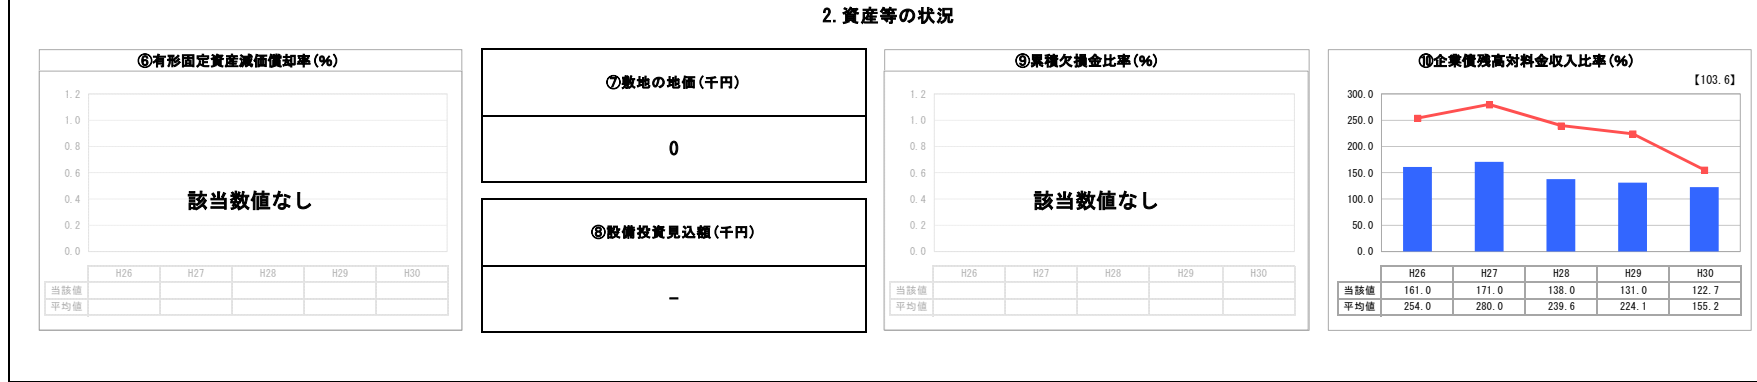 2. 資産等の状況
⑥有形固定資産減価償却率(%)
1.2
1.0
0.8
0.6
0.4
0.2
0.0
該当数値なし
H26 H27 H28 H29 H30
当該値
平均値
⑦敷地の地価(千円)
0
⑧設備投資見込額(千円)
-
⑨累積欠損金比率(%)
1.2
1.0
0.8
0.6
0.4
0.2
0.0
該当数値なし
H26 H27 H28 H29 H30
当該値
平均値
⑩企業債残高対料金収入比率(%)
【103.6】
300.0
250.0
200.0
150.0
100.0
50.0
0.0
H26 H27 H28 H29 H30
当該値 161.0 171.0 138.0 131.0 122.7
平均値 254.0 280.0 239.6 224.1 155.2